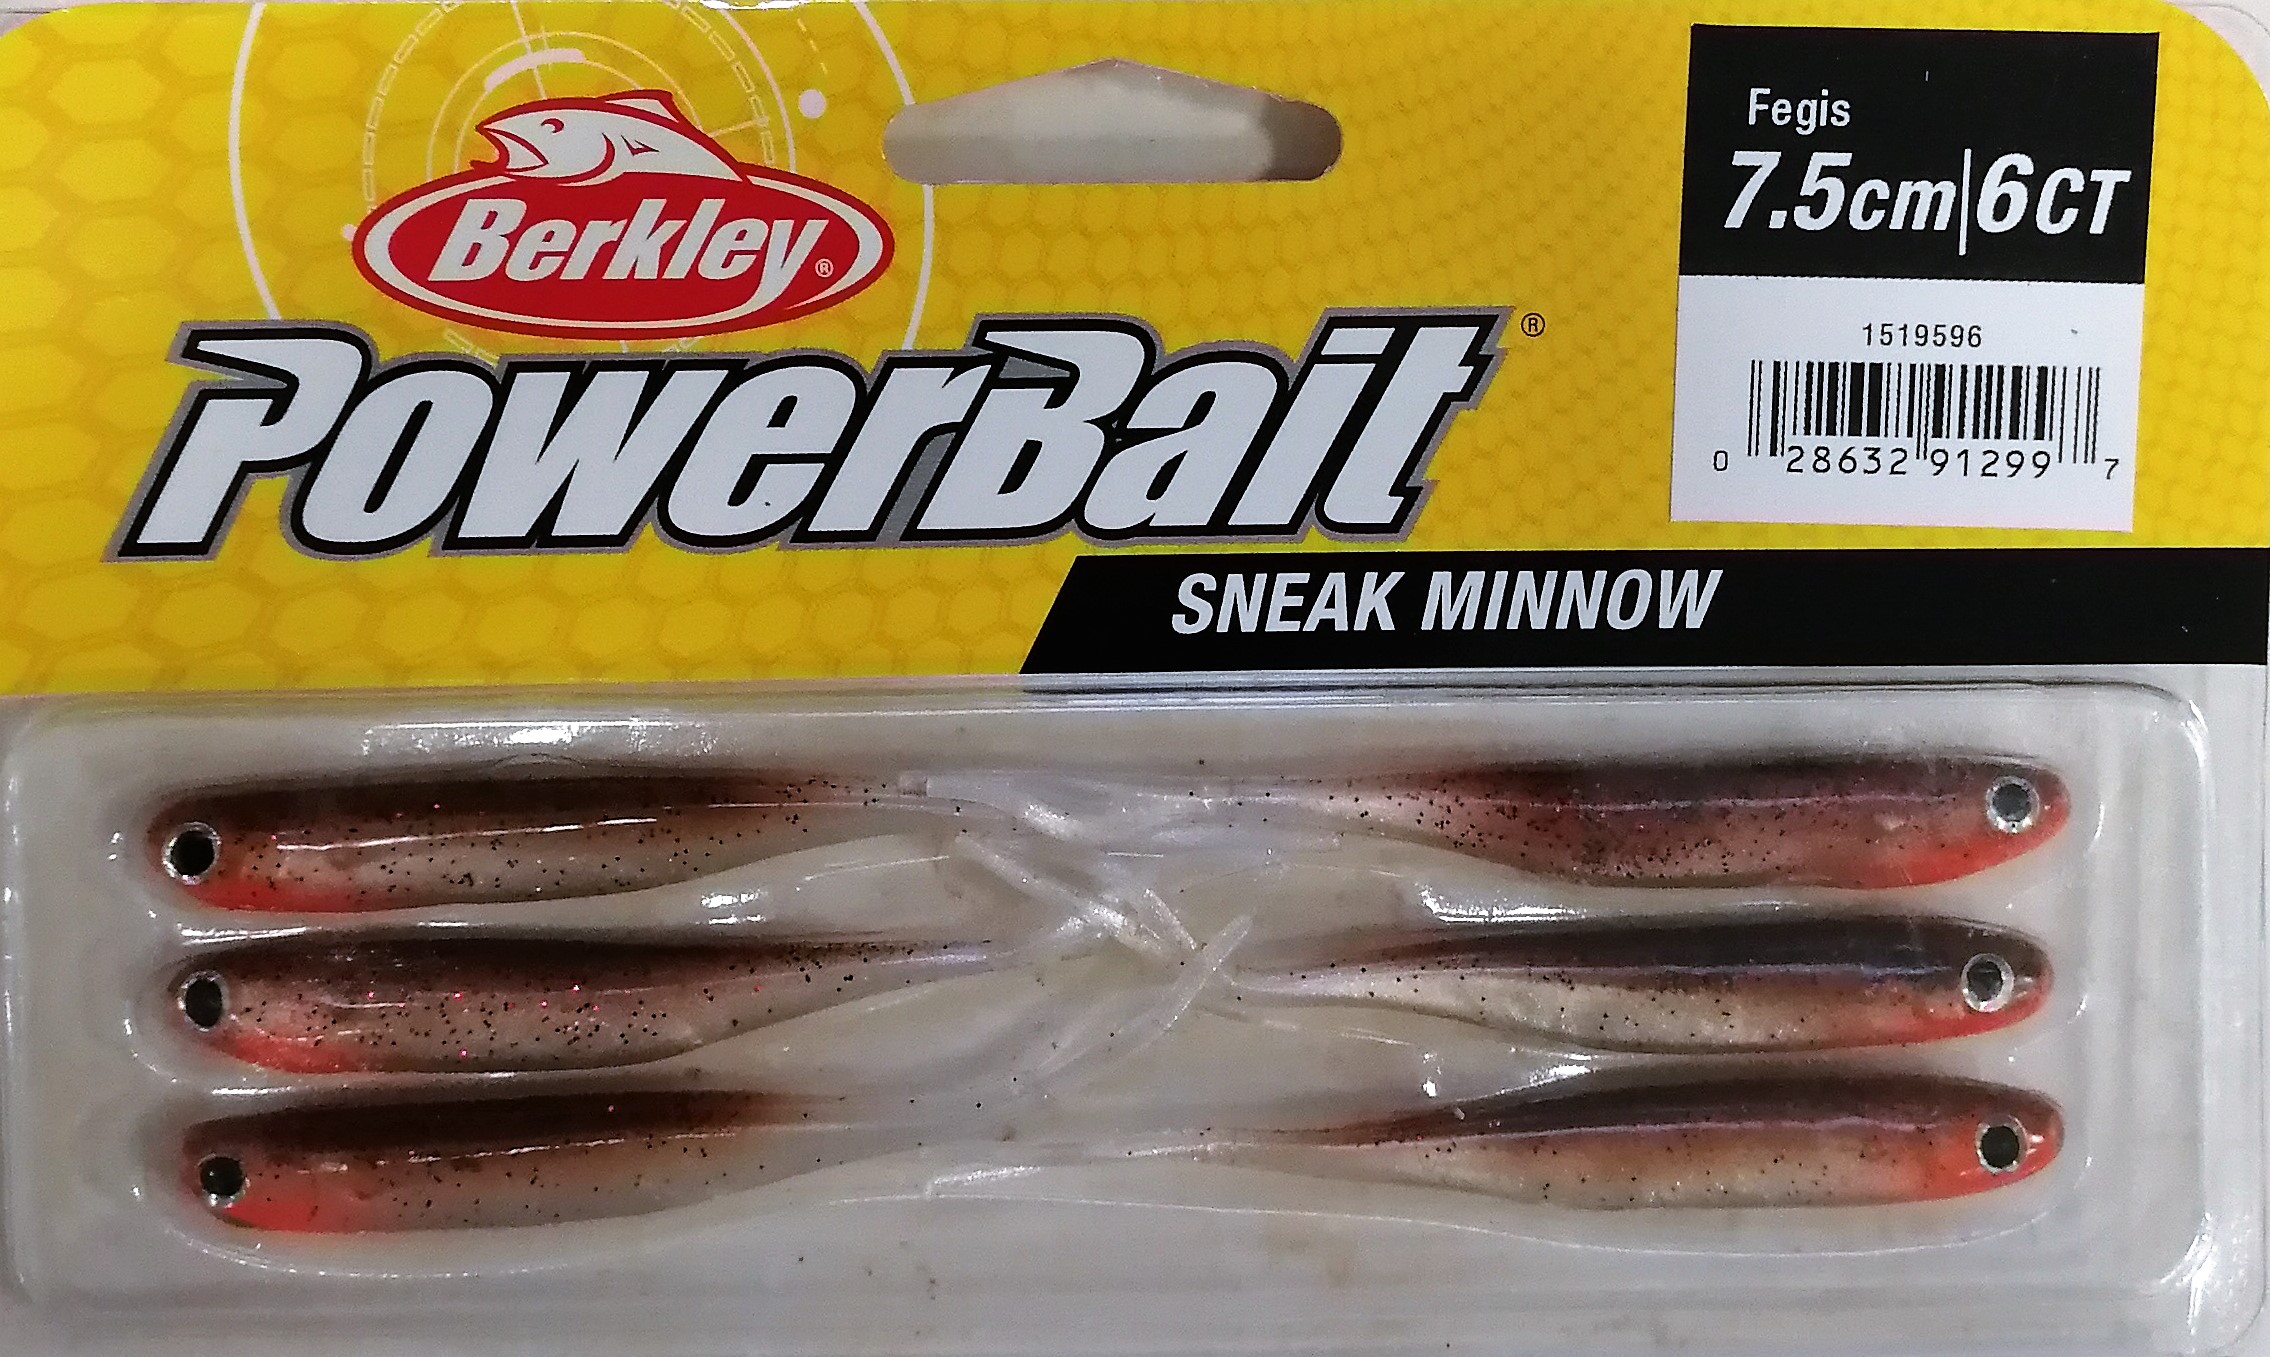 Berkley®
PowerBait®
SNEAK MINNOW
Fegis
7.5cm|6CT
1519596
0 28632 91299 7